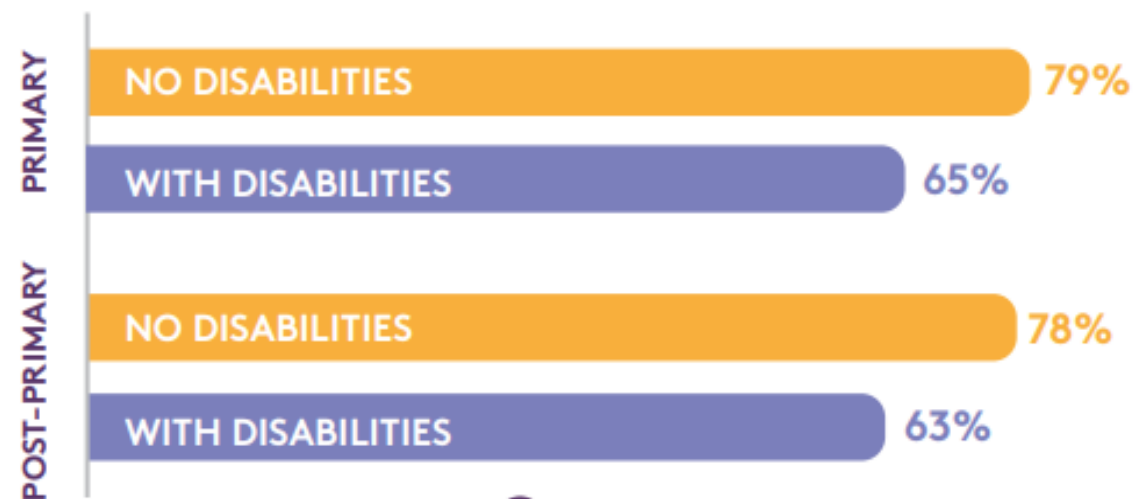 PRIMARY
NO DISABILITIES 79%
WITH DISABILITIES 65%
POST-PRIMARY
NO DISABILITIES 78%
WITH DISABILITIES 63%